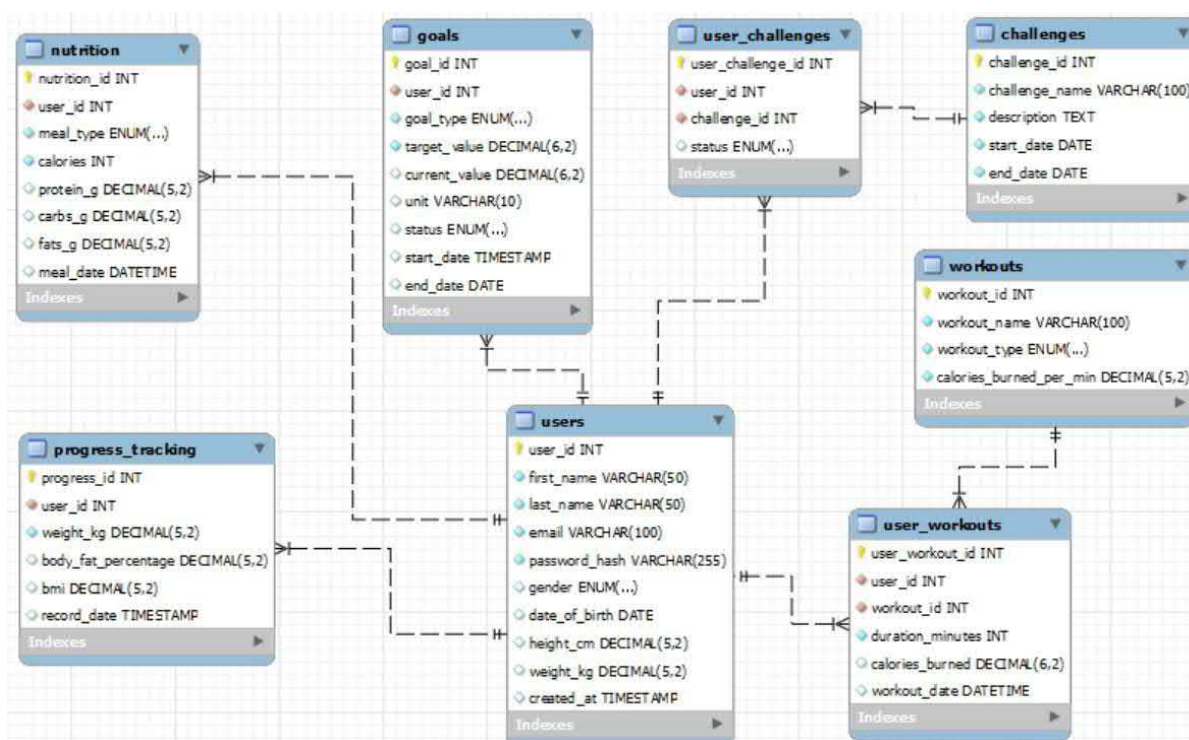 nutrition
nutrition_id INT
user_id INT
meal_type ENUM(...)
calories INT
protein_g DECIMAL(5,2)
carbs_g DECIMAL(5,2)
fats_g DECIMAL(5,2)
meal_date DATETIME
Indexes
goals
goal_id INT
user_id INT
goal_type ENUM(...)
target_value DECIMAL(6,2)
current_value DECIMAL(6,2)
unit VARCHAR(10)
status ENUM(...)
start_date TIMESTAMP
end_date DATE
Indexes
user_challenges
user_challenge_id INT
user_id INT
challenge_id INT
status ENUM(...)
Indexes
challenges
challenge_id INT
challenge_name VARCHAR(100)
description TEXT
start_date DATE
end_date DATE
Indexes
workouts
workout_id INT
workout_name VARCHAR(100)
workout_type ENUM(...)
calories_burned_per_min DECIMAL(5,2)
Indexes
progress_tracking
progress_id INT
user_id INT
weight_kg DECIMAL(5,2)
body_fat_percentage DECIMAL(5,2)
bmi DECIMAL(5,2)
record_date TIMESTAMP
Indexes
users
user_id INT
first_name VARCHAR(50)
last_name VARCHAR(50)
email VARCHAR(100)
password_hash VARCHAR(255)
gender ENUM(...)
date_of_birth DATE
height_cm DECIMAL(5,2)
weight_kg DECIMAL(5,2)
created_at TIMESTAMP
Indexes
user_workouts
user_workout_id INT
user_id INT
workout_id INT
duration_minutes INT
calories_burned DECIMAL(6,2)
workout_date DATETIME
Indexes